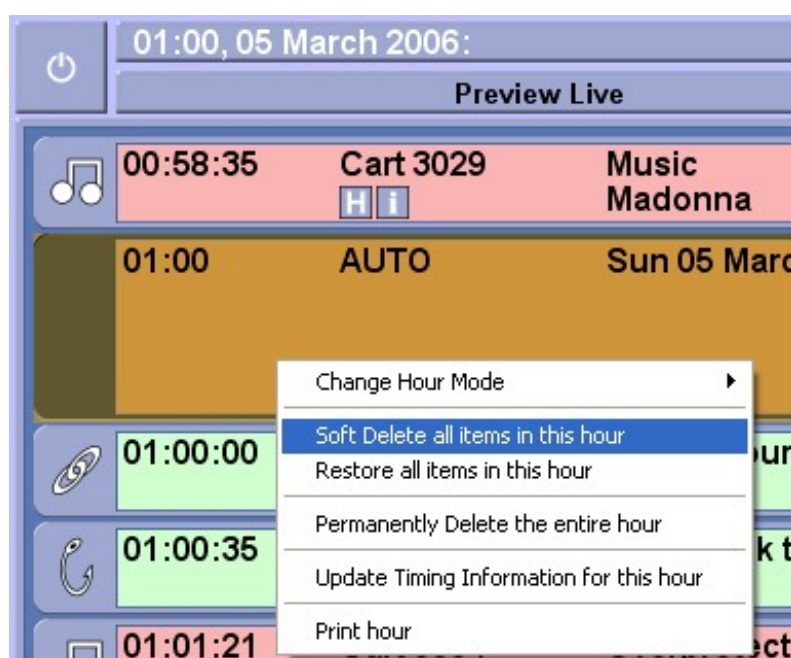 01:00, 05 March 2006:
Preview Live
00:58:35 Cart 3029 Music
H i Madonna
01:00 AUTO Sun 05 Marc
Change Hour Mode
Soft Delete all items in this hour
01:00:00
Restore all items in this hour
Permanently Delete the entire hour
01:00:35
Update Timing Information for this hour
Print hour
01:01:21